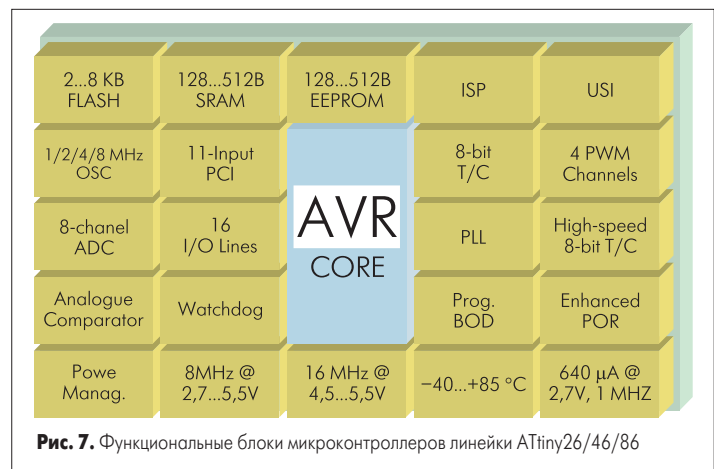 2...8 KB
FLASH
128...512B
SRAM
128...512B
EEPROM
ISP
USI
1/2/4/8 MHz
OSC
11-Input
PCI
8-bit
T/C
4 PWM
Channels
8-chanel
ADC
16
I/O Lines
AVR
CORE
PLL
High-speed
8-bit T/C
Analogue
Comparator
Watchdog
Prog.
BOD
Enhanced
POR
Powe
Manag.
8MHz @
2,7...5,5V
16 MHz @
4,5...5,5V
−40...+85 °C
640 µA @
2,7V, 1 MHZ
Рис. 7. Функциональные блоки микроконтроллеров линейки ATtiny26/46/86